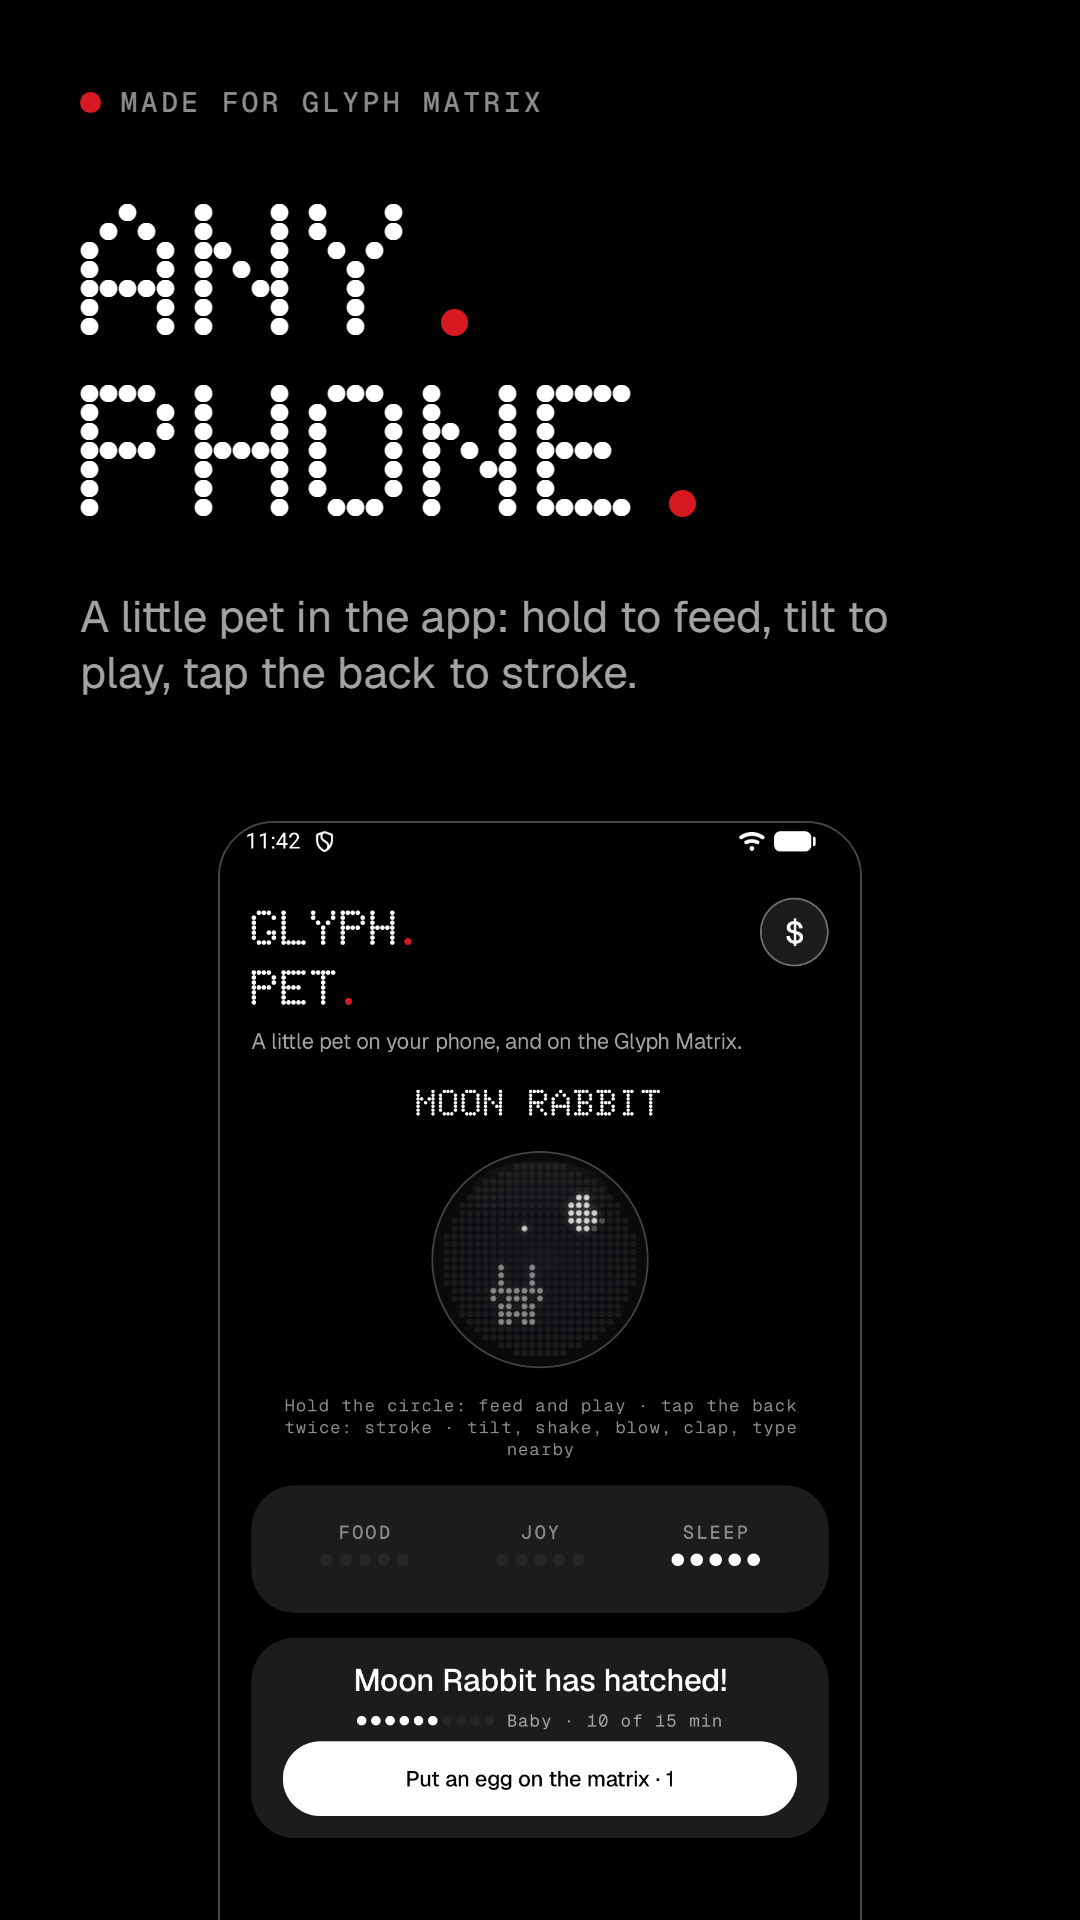 MADE FOR GLYPH MATRIX
ANY.
PHONE.
A little pet in the app: hold to feed, tilt to
play, tap the back to stroke.
11:42
GLYPH.
$
PET.
A little pet on your phone, and on the Glyph Matrix.
MOON RABBIT
Hold the circle: feed and play · tap the back
twice: stroke · tilt, shake, blow, clap, type
nearby
FOOD JOY SLEEP
Moon Rabbit has hatched!
Baby · 10 of 15 min
Put an egg on the matrix · 1